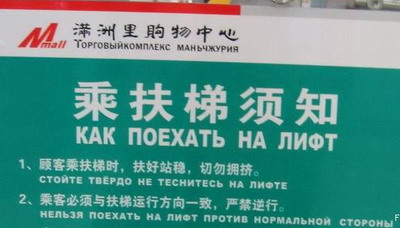 Mmall 满洲里购物中心
ТОРГОВЫЙКОМПЛЕКС МАНЬЧЖУРИЯ
乘扶梯须知
КАК ПОЕХАТЬ НА ЛИФТ
1、顾客乘扶梯时，扶好站稳，切勿拥挤。
СТОЙТЕ ТВЁРДО НЕ ТЕСНИТЕСЬ НА ЛИФТЕ
2、乘客必须与扶梯运行方向一致，严禁逆行。
НЕЛЬЗЯ ПОЕХАТЬ НА ЛИФТ ПРОТИВ НОРМАЛЬНОЙ СТОРОНЫ